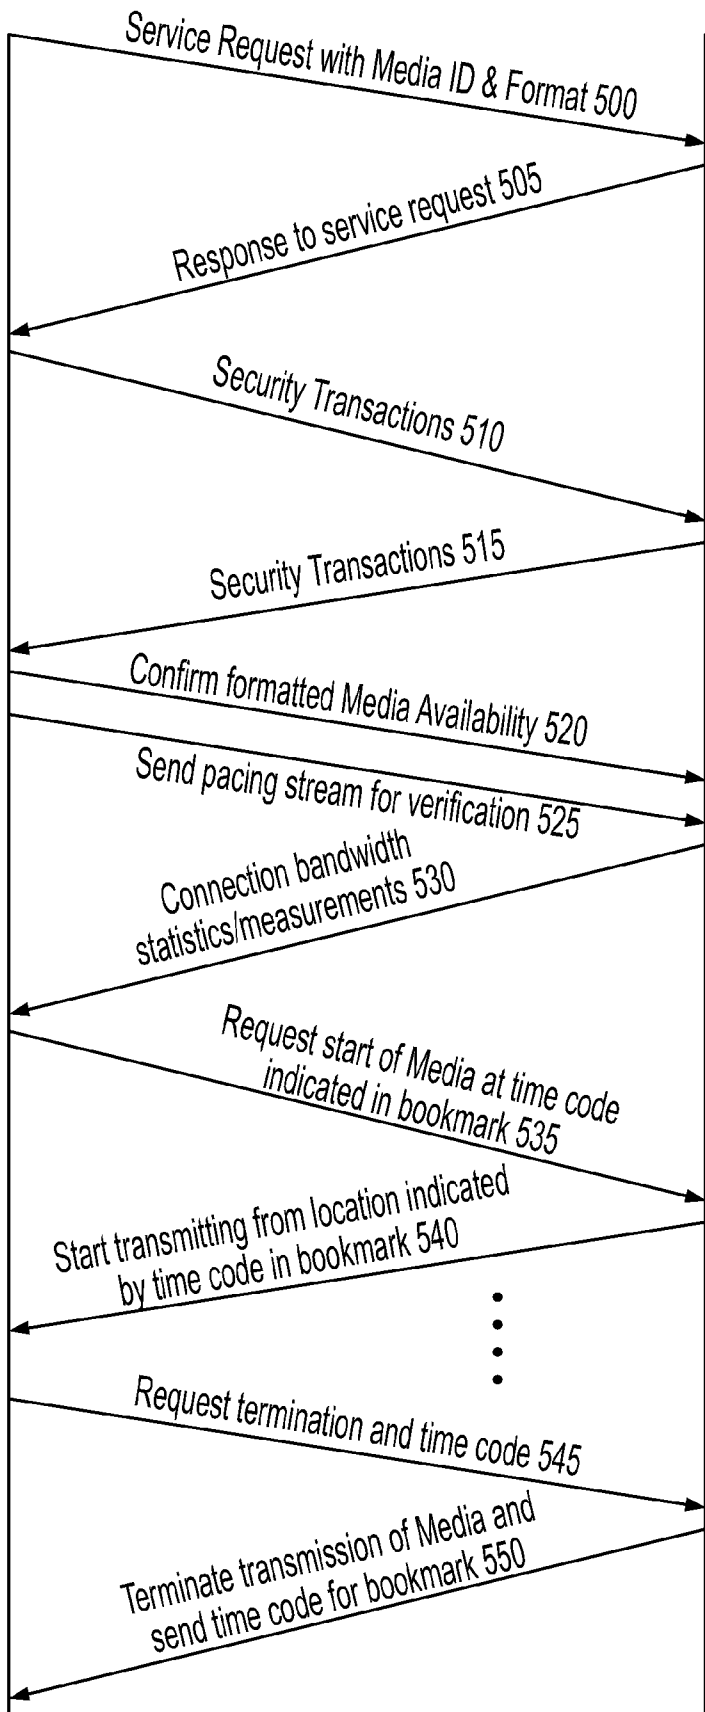 Service Request with Media ID & Format 500
Response to service request 505
Security Transactions 510
Security Transactions 515
Confirm formatted Media Availability 520
Send pacing stream for verification 525
Connection bandwidth
statistics/measurements 530
Request start of Media at time code
indicated in bookmark 535
Start transmitting from location indicated
by time code in bookmark 540
Request termination and time code 545
Terminate transmission of Media and
send time code for bookmark 550